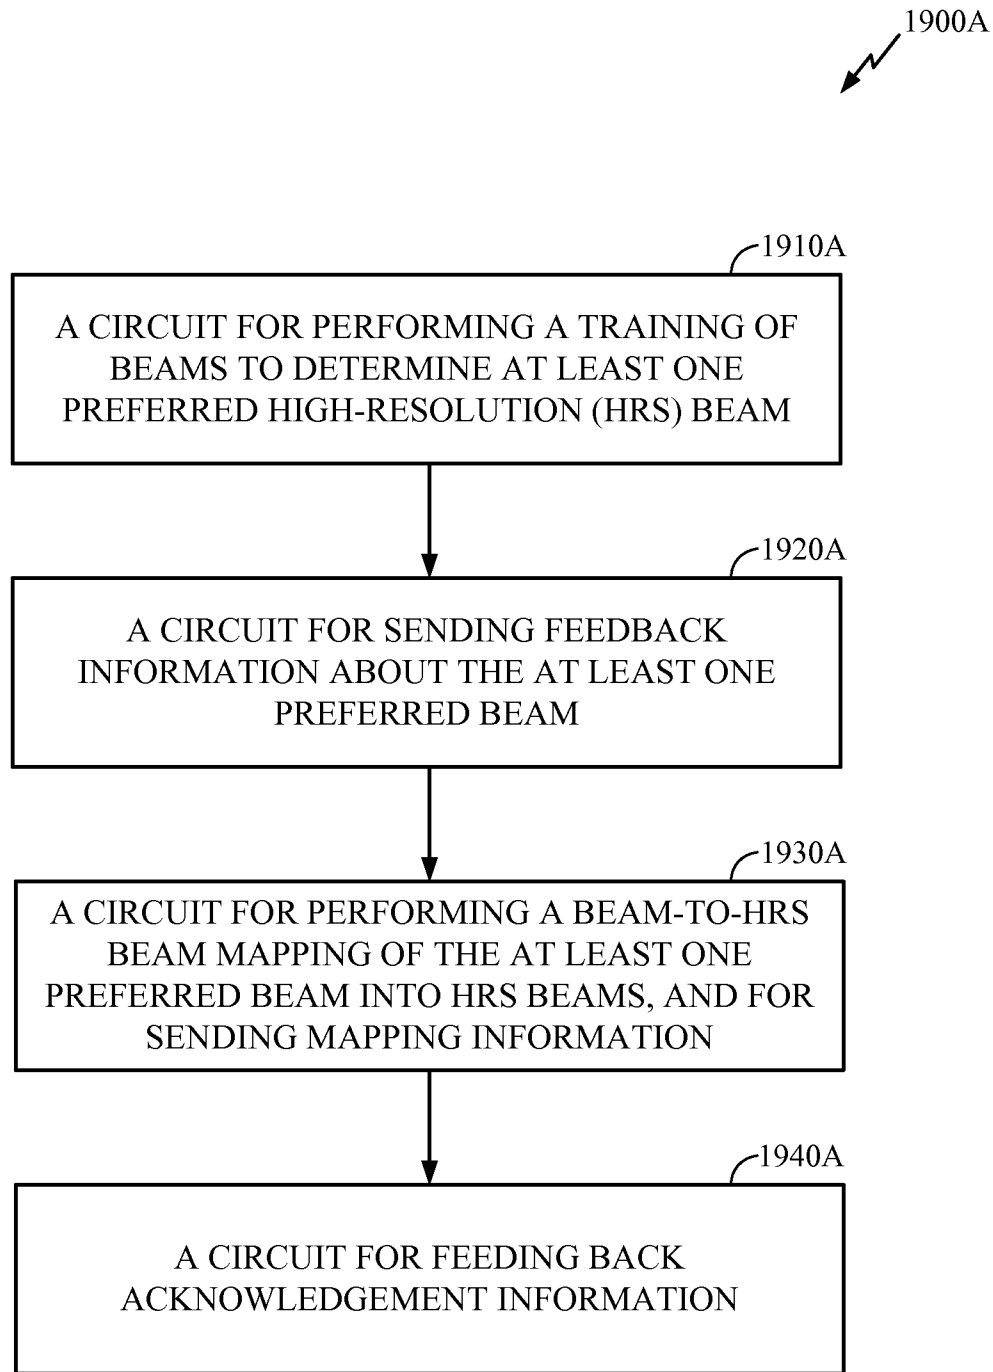 1900A
1910A
A CIRCUIT FOR PERFORMING A TRAINING OF
BEAMS TO DETERMINE AT LEAST ONE
PREFERRED HIGH-RESOLUTION (HRS) BEAM
1920A
A CIRCUIT FOR SENDING FEEDBACK
INFORMATION ABOUT THE AT LEAST ONE
PREFERRED BEAM
1930A
A CIRCUIT FOR PERFORMING A BEAM-TO-HRS
BEAM MAPPING OF THE AT LEAST ONE
PREFERRED BEAM INTO HRS BEAMS, AND FOR
SENDING MAPPING INFORMATION
1940A
A CIRCUIT FOR FEEDING BACK
ACKNOWLEDGEMENT INFORMATION